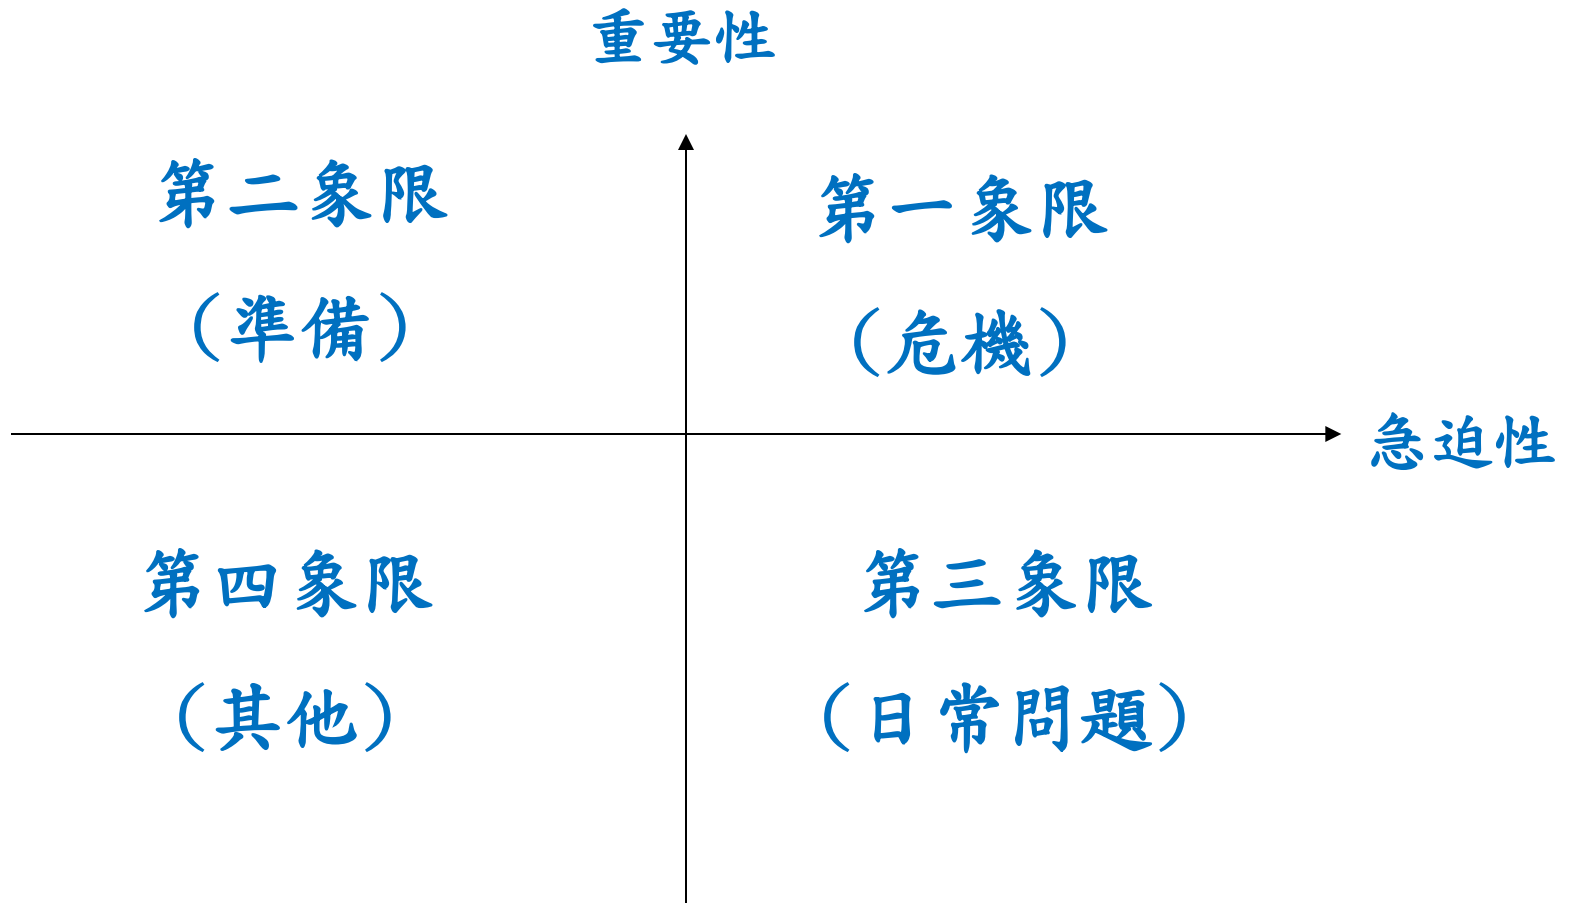 重要性
第二象限
(準備)
第一象限
(危機)
急迫性
第四象限
(其他)
第三象限
(日常問題)